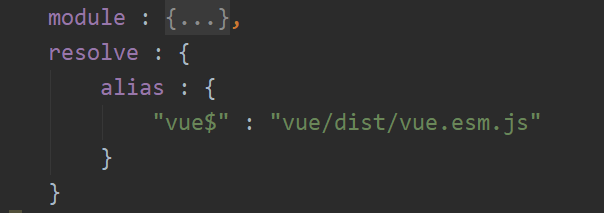 module : {...},
resolve : {
alias : {
"vue$" : "vue/dist/vue.esm.js"
}
}